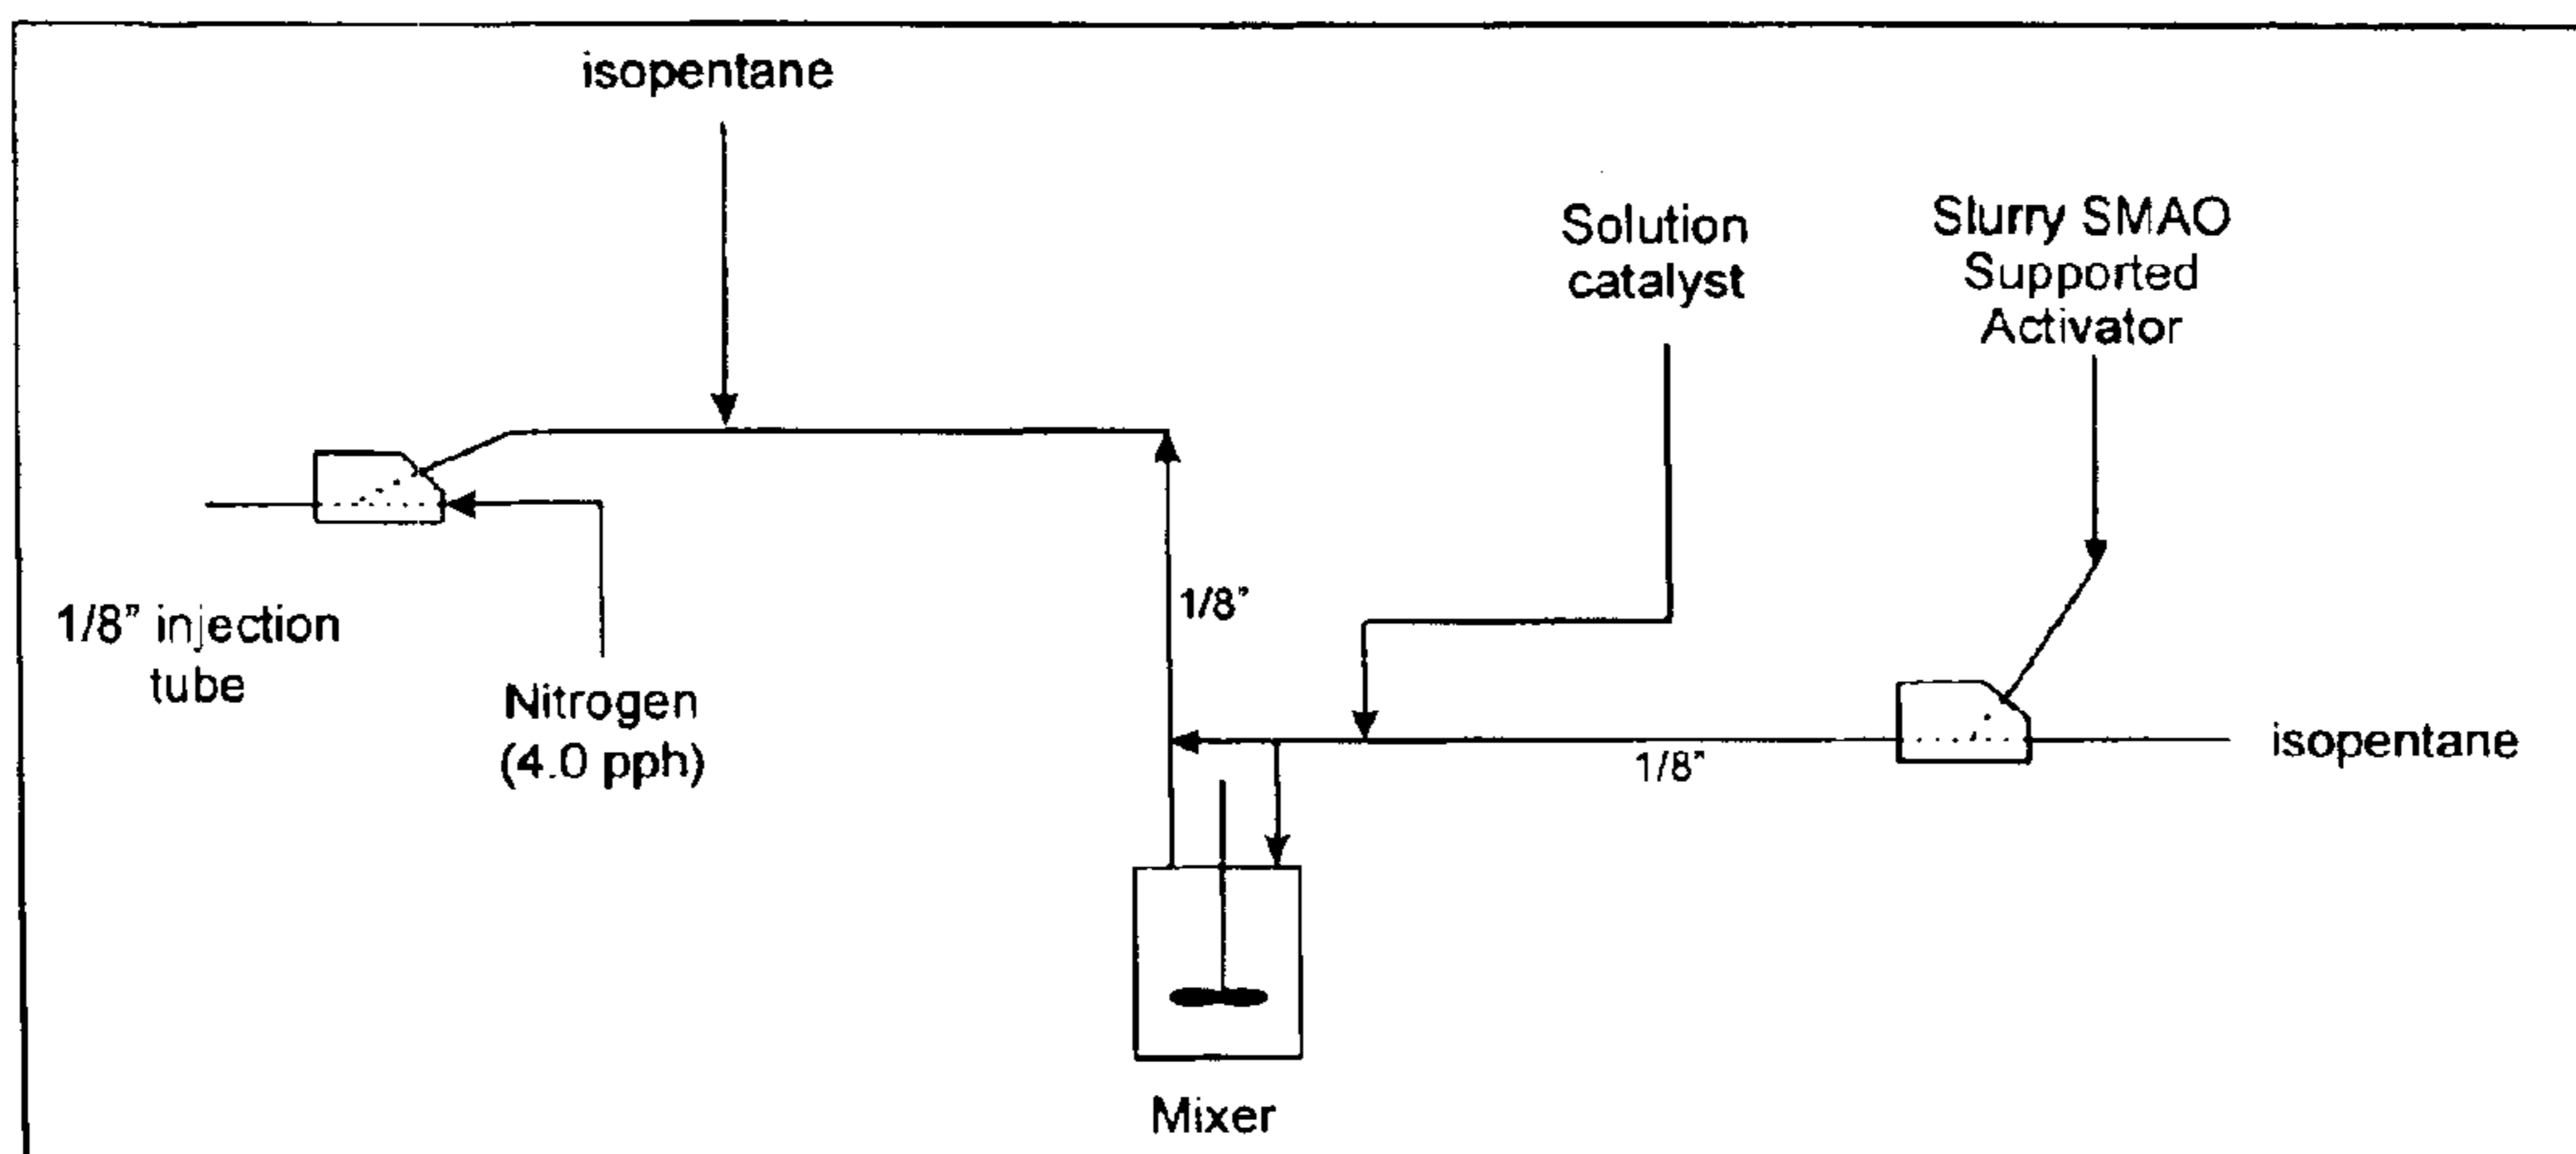 isopentane
Solution
catalyst
Slurry SMAO
Supported
Activator
1/8”
1/8” injection
tube
Nitrogen
(4.0 pph)
1/8”
isopentane
Mixer